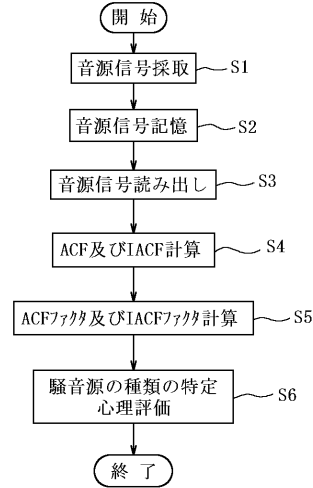 開 始
音源信号採取
S1
音源信号記憶
S2
音源信号読み出し
S3
ACF及びIACF計算
S4
ACFファクタ及びIACFファクタ計算
S5
騒音源の種類の特定
心理評価
S6
終 了